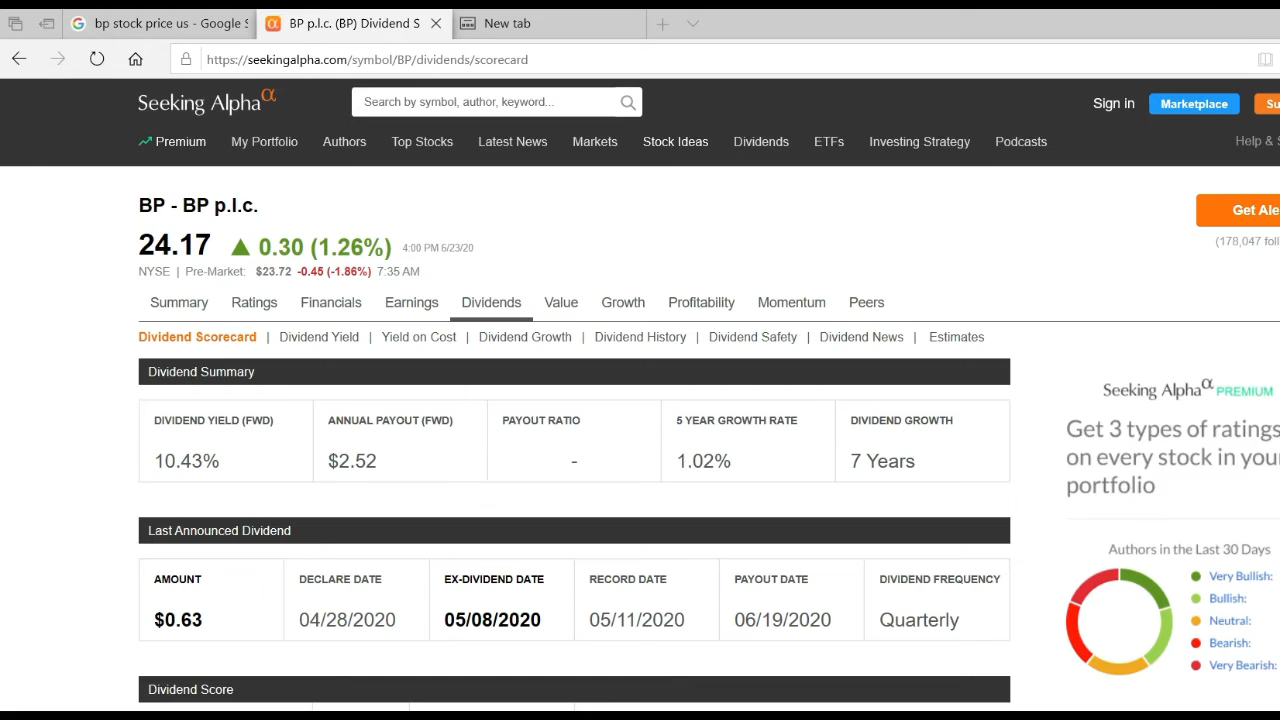 bp stock price us - Google S
BP p.l.c. (BP) Dividend S
New tab
https://seekingalpha.com/symbol/BP/dividends/scorecard
Seeking Alpha α
Search by symbol, author, keyword...
Sign in
Marketplace
Su
Premium My Portfolio Authors Top Stocks Latest News Markets Stock Ideas Dividends ETFs Investing Strategy Podcasts
Help & S
BP - BP p.l.c.
24.17 ▲ 0.30 (1.26%) 4:00 PM 6/23/20
NYSE | Pre-Market: $23.72 -0.45 (-1.86%) 7:35 AM
Get Ale
(178,047 foll
Summary Ratings Financials Earnings Dividends Value Growth Profitability Momentum Peers
Dividend Scorecard | Dividend Yield | Yield on Cost | Dividend Growth | Dividend History | Dividend Safety | Dividend News | Estimates
Dividend Summary
DIVIDEND YIELD (FWD) ANNUAL PAYOUT (FWD) PAYOUT RATIO 5 YEAR GROWTH RATE DIVIDEND GROWTH
10.43% $2.52 - 1.02% 7 Years
Last Announced Dividend
AMOUNT DECLARE DATE EX-DIVIDEND DATE RECORD DATE PAYOUT DATE DIVIDEND FREQUENCY
$0.63 04/28/2020 05/08/2020 05/11/2020 06/19/2020 Quarterly
Dividend Score
Seeking Alpha α PREMIUM
Get 3 types of ratings
on every stock in your
portfolio
Authors in the Last 30 Days
Very Bullish:
Bullish:
Neutral:
Bearish:
Very Bearish: